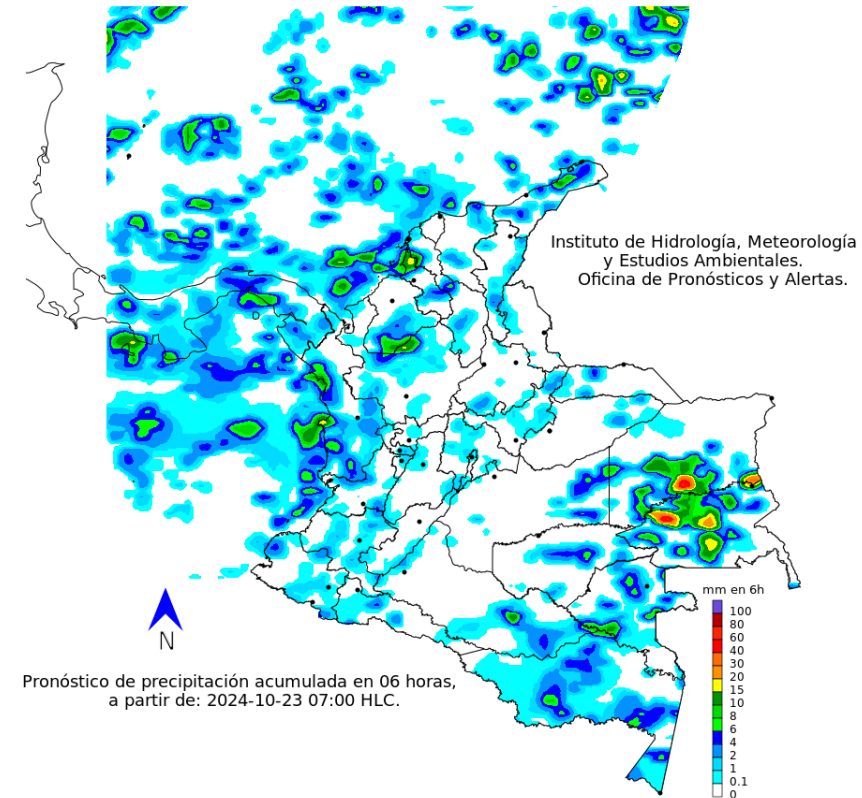 Instituto de Hidrología, Meteorología
y Estudios Ambientales.
Oficina de Pronósticos y Alertas.
mm en 6h
100
80
60
40
30
20
15
10
8
6
4
2
1
0.1
0
N
Pronóstico de precipitación acumulada en 06 horas,
a partir de: 2024-10-23 07:00 HLC.